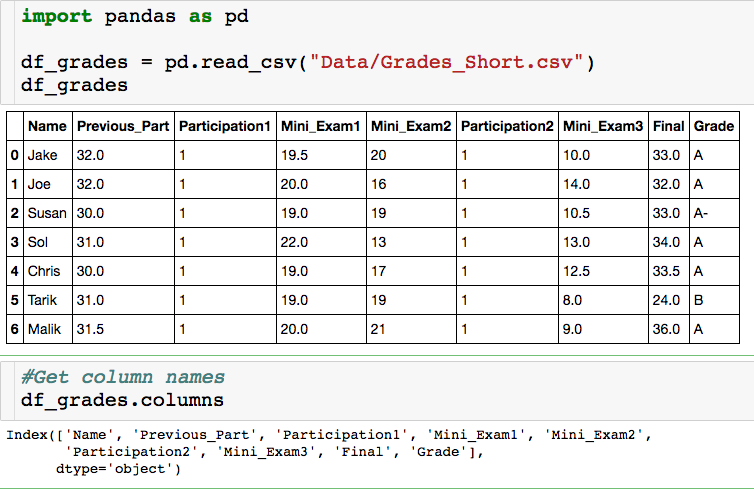 import pandas as pd
df_grades = pd.read_csv("Data/Grades_Short.csv")
df_grades
Name Previous_Part Participation1 Mini_Exam1 Mini_Exam2 Participation2 Mini_Exam3 Final Grade
0 Jake 32.0 1 19.5 20 1 10.0 33.0 A
1 Joe 32.0 1 20.0 16 1 14.0 32.0 A
2 Susan 30.0 1 19.0 19 1 10.5 33.0 A-
3 Sol 31.0 1 22.0 13 1 13.0 34.0 A
4 Chris 30.0 1 19.0 17 1 12.5 33.5 A
5 Tarik 31.0 1 19.0 19 1 8.0 24.0 B
6 Malik 31.5 1 20.0 21 1 9.0 36.0 A
#Get column names
df_grades.columns
Index(['Name', 'Previous_Part', 'Participation1', 'Mini_Exam1', 'Mini_Exam2',
'Participation2', 'Mini_Exam3', 'Final', 'Grade'],
dtype='object')